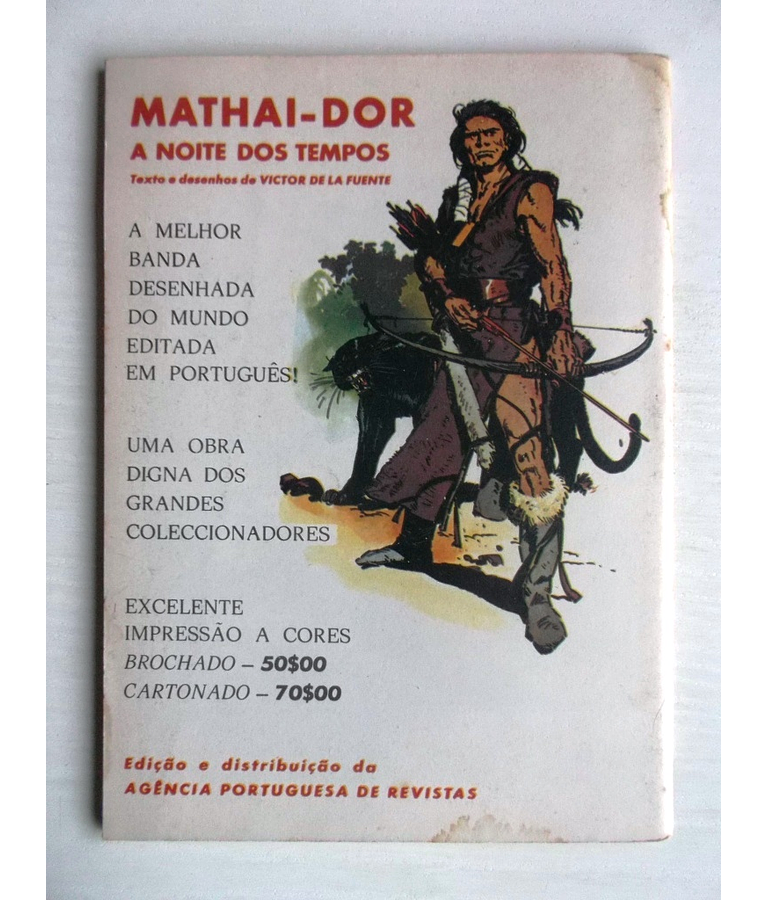 MATHAI-DOR
A NOITE DOS TEMPOS
Texto e desenhos de VICTOR DE LA FUENTE
A MELHOR
BANDA
DESENHADA
DO MUNDO
EDITADA
EM PORTUGUÊS!
UMA OBRA
DIGNA DOS
GRANDES
COLECCIONADORES
EXCELENTE
IMPRESSÃO A CORES
BROCHADO – 50$00
CARTONADO – 70$00
Edição e distribuição da
AGÊNCIA PORTUGUESA DE REVISTAS